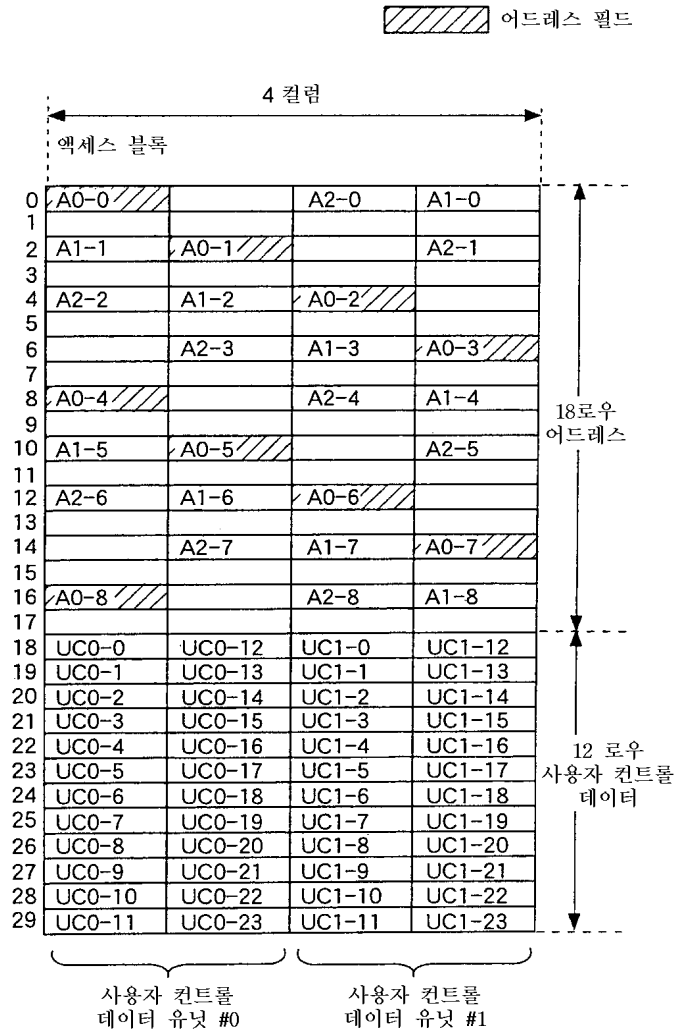 어드레스 필드
4 컬럼
액세스 블록
0 A0-0 A2-0 A1-0
1
2 A1-1 A0-1 A2-1
3
4 A2-2 A1-2 A0-2
5
6 A2-3 A1-3 A0-3
7
8 A0-4 A2-4 A1-4
9
10 A1-5 A0-5 A2-5
11
12 A2-6 A1-6 A0-6
13
14 A2-7 A1-7 A0-7
15
16 A0-8 A2-8 A1-8
17
18로우
어드레스
18 UC0-0 UC0-12 UC1-0 UC1-12
19 UC0-1 UC0-13 UC1-1 UC1-13
20 UC0-2 UC0-14 UC1-2 UC1-14
21 UC0-3 UC0-15 UC1-3 UC1-15
22 UC0-4 UC0-16 UC1-4 UC1-16
23 UC0-5 UC0-17 UC1-5 UC1-17
24 UC0-6 UC0-18 UC1-6 UC1-18
25 UC0-7 UC0-19 UC1-7 UC1-19
26 UC0-8 UC0-20 UC1-8 UC1-20
27 UC0-9 UC0-21 UC1-9 UC1-21
28 UC0-10 UC0-22 UC1-10 UC1-22
29 UC0-11 UC0-23 UC1-11 UC1-23
12 로우
사용자 컨트롤
데이터
사용자 컨트롤
데이터 유닛 #0
사용자 컨트롤
데이터 유닛 #1